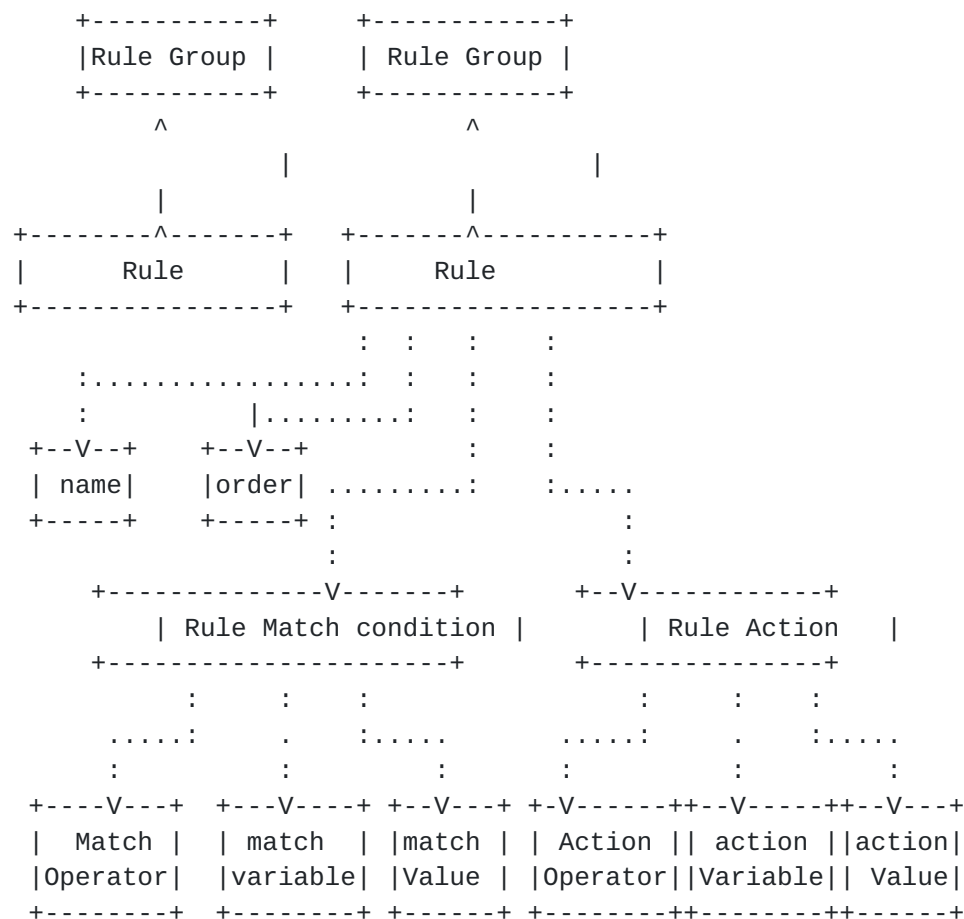 +-----------+     +------------+
     |Rule Group |     | Rule Group |
     +-----------+     +------------+
          ^                   ^
                  |                   |
          |                   |
 +--------^-------+   +-------^-----------+
 |      Rule      |   |     Rule          |
 +----------------+   +-------------------+
                       :  :   :    :
     :.................:  :   :    :
     :          |.........:   :    :
  +--V--+    +--V--+          :    :
  | name|    |order| .........:    :.....
  +-----+    +-----+ :                  :
                     :                  :
      +--------------V-------+       +--V------------+
          | Rule Match condition |       | Rule Action   |
      +----------------------+       +---------------+
            :     :    :                 :     :    :
       .....:     .    :.....       .....:     .    :.....
       :          :         :       :          :         :
  +----V---+  +---V----+ +--V---+ +-V------++--V-----++--V---+
  |  Match |  | match  | |match | | Action || action ||action|
  |Operator|  |variable| |Value | |Operator||Variable|| Value|
  +--------+  +--------+ +------+ +--------++--------++------+